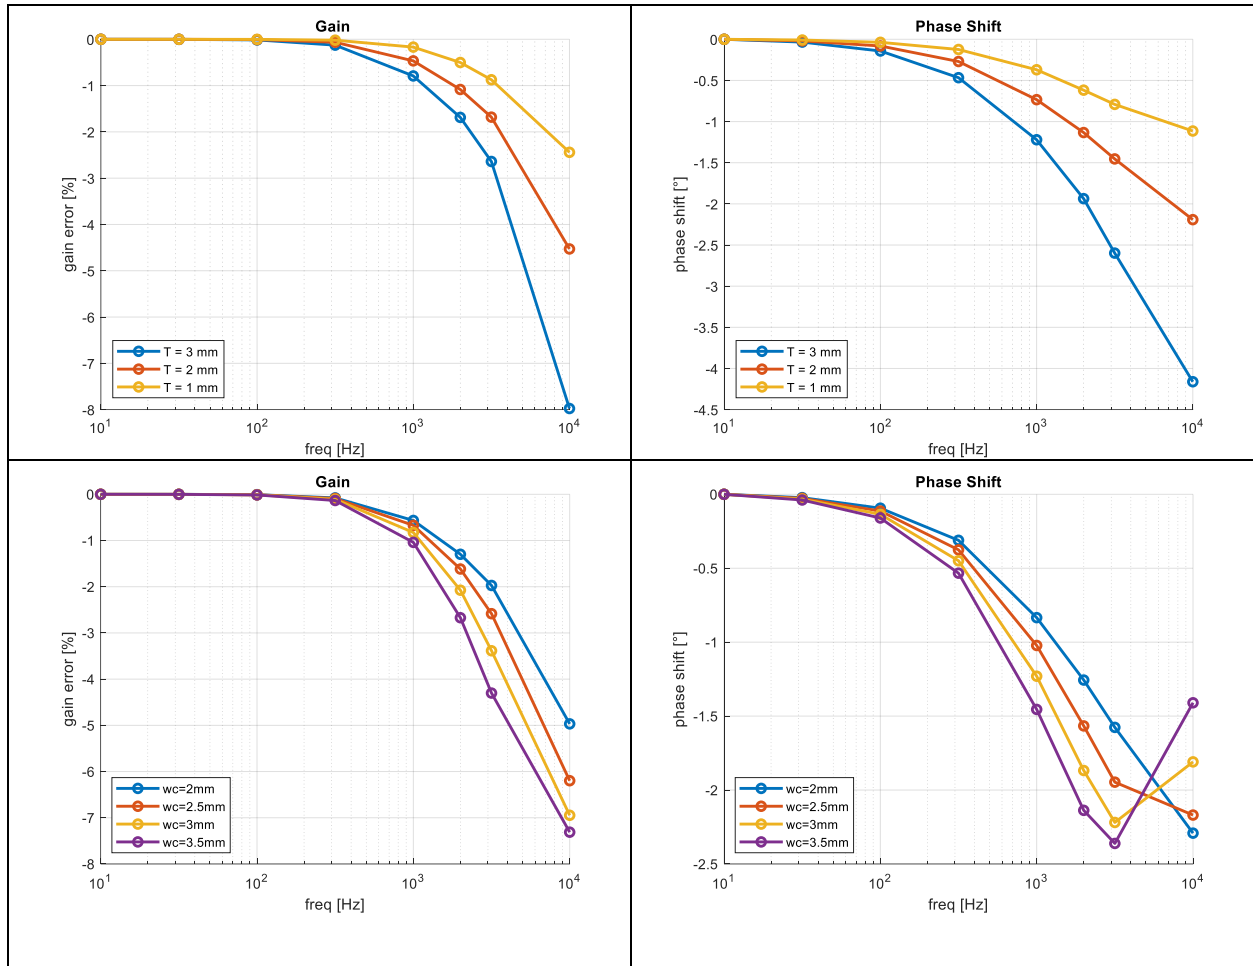 Gain
gain error [%]
0
-1
-2
-3
-4
-5
-6
-7
-8
T = 3 mm
T = 2 mm
T = 1 mm
10^1
10^2
10^3
10^4
freq [Hz]
Phase Shift
phase shift [°]
0
-0.5
-1
-1.5
-2
-2.5
-3
-3.5
-4
-4.5
T = 3 mm
T = 2 mm
T = 1 mm
10^1
10^2
10^3
10^4
freq [Hz]
Gain
gain error [%]
0
-1
-2
-3
-4
-5
-6
-7
-8
wc=2mm
wc=2.5mm
wc=3mm
wc=3.5mm
10^1
10^2
10^3
10^4
freq [Hz]
Phase Shift
phase shift [°]
0
-0.5
-1
-1.5
-2
-2.5
wc=2mm
wc=2.5mm
wc=3mm
wc=3.5mm
10^1
10^2
10^3
10^4
freq [Hz]